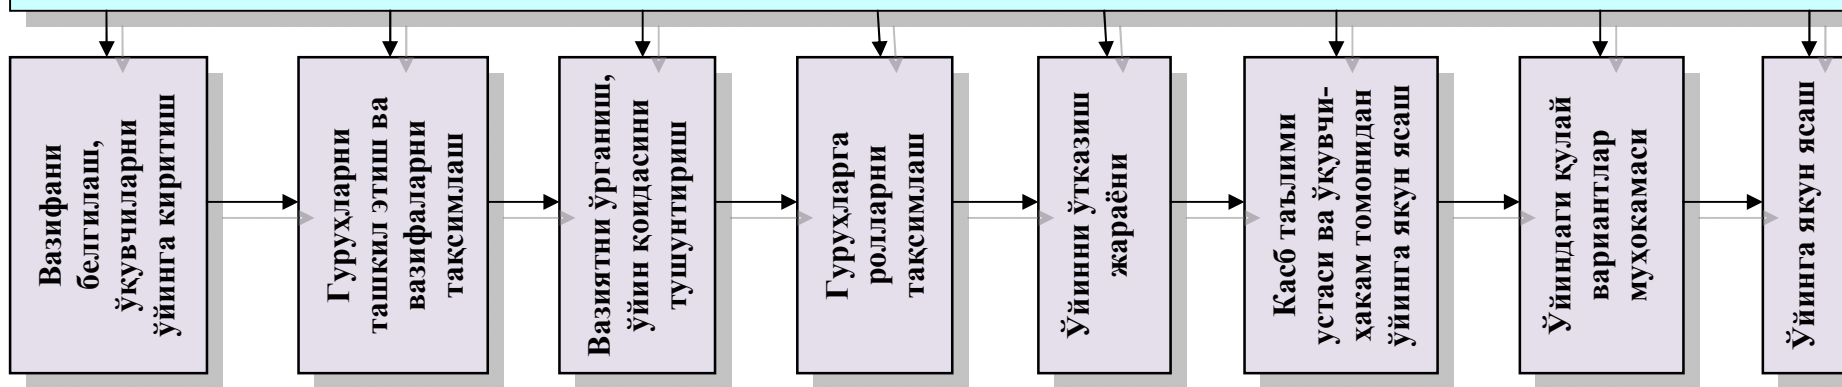 Вазифани
белгилаш,
ўқувчиларни
ўйинга киритиш
Гуруҳларни
ташкил этиш ва
вазифаларни
тақсимлаш
Вазиятни ўрганиш,
ўйин қоидасини
тушунтириш
Гуруҳларга
ролларни
тақсимлаш
Ўйинни ўтказиш
жараёни
Касб таълими
устаси ва ўқувчи-
ҳакам томонидан
ўйинга якун ясаш
Ўйиндаги қулай
вариантлар
муҳокамаси
Ўйинга якун ясаш